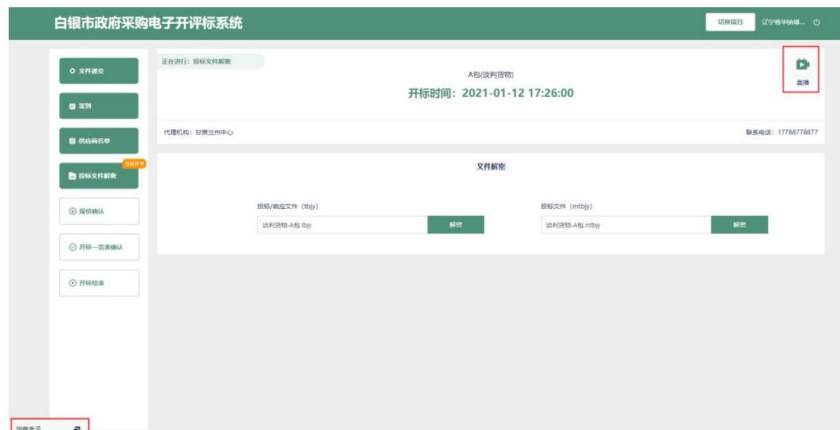 白银市政府采购电子开评标系统
切换项目
文件递交
签到
供应商名单
投标文件解密
报价确认
开标一览表确认
开标结束
正在进行：投标文件解密
A包(谈判货物)
开标时间：2021-01-12 17:26:00
直播
代理机构：甘肃兰州中心
联系电话：17788778877
文件解密
投标/响应文件（tbjy）
谈判货物-A包.tbjy
解密
投标文件（mtbjy）
谈判货物-A包.mtbjy
解密